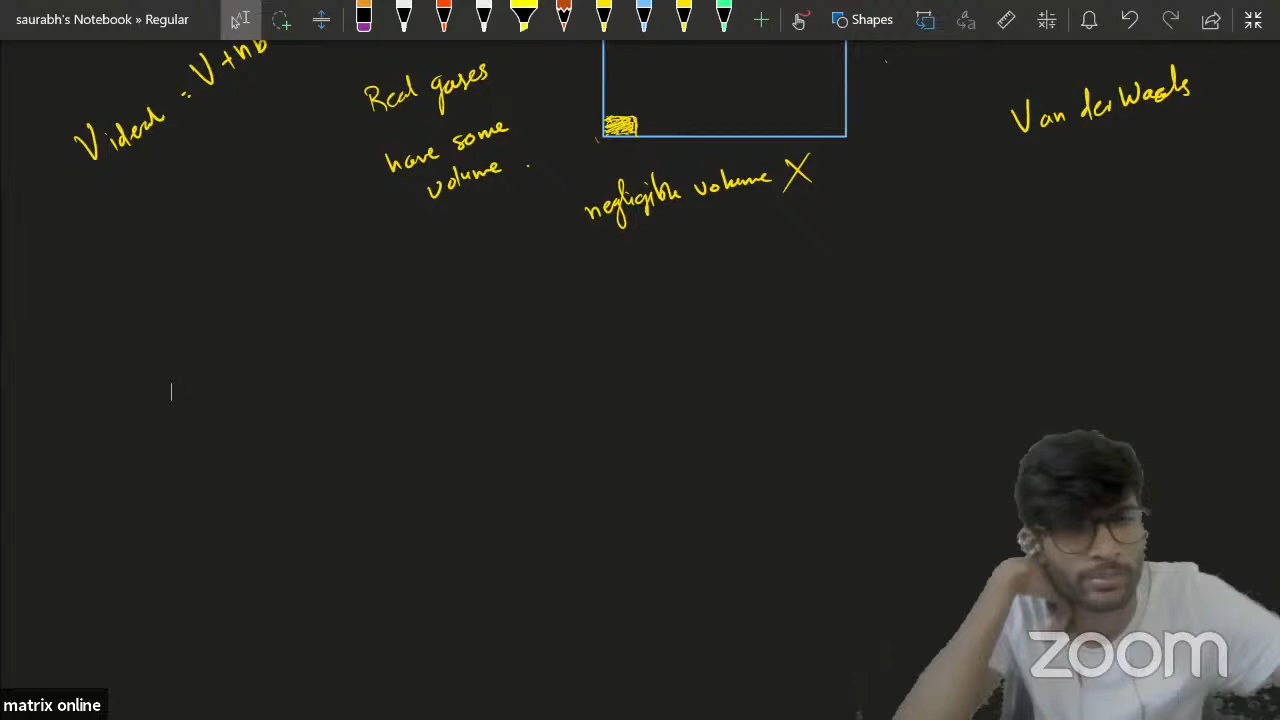 saurabh's Notebook » Regular
Shapes
V ideal = V + nb
Real gases
have some
volume .
negligible volume X
Van der Waals
zoom
matrix online